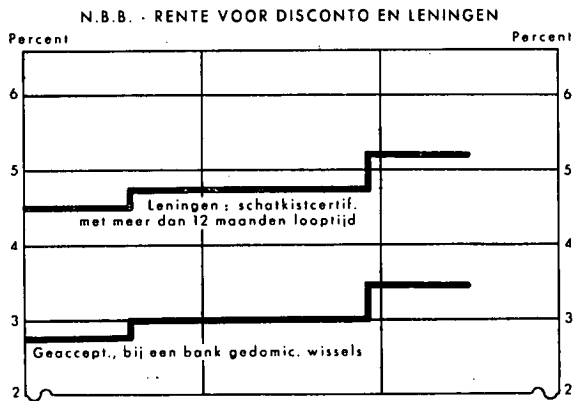 N.B.B. - RENTE VOOR DISCONTO EN LENINGEN
Percent Percent
6 6
5 5
Leningen ; schatkistcertif.
met meer dan 12 maanden looptijd
4 4
3 3
Geaccept., bij een bank gedomic. wissels
2 2